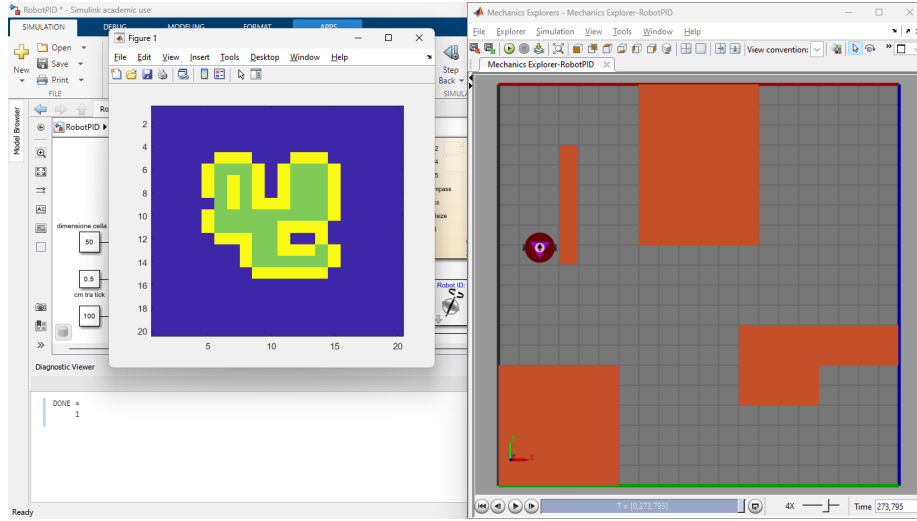 RobotPID * - Simulink academic use
SIMULATION
DEBUG
MODELING
FORMAT
APPS
New
Open
Save
Print
FILE
Step
Back
SIMULA
Ro
RobotPID
Model Browser
dimensione cella
50
0.5
cm tra tick
100
Robot ID:
Diagnostic Viewer
DONE =
1
Ready
Figure 1
File Edit View Insert Tools Desktop Window Help
2
4
6
8
10
12
14
16
18
20
5 10 15 20
Mechanics Explorers - Mechanics Explorer-RobotPID
File Explorer Simulation View Tools Window Help
View convention:
Mechanics Explorer-RobotPID
T = [0,273,795]
4X
Time 273,795